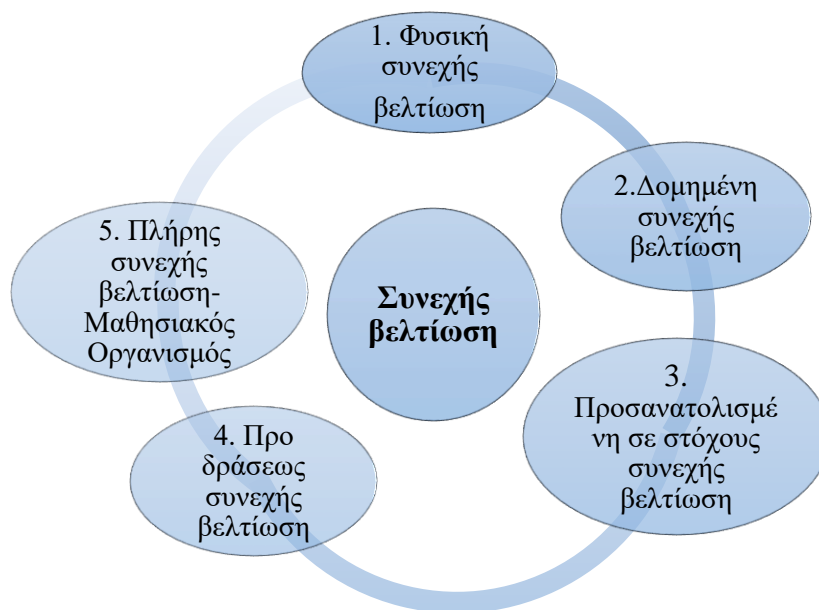 1. Φυσική
συνεχής
βελτίωση
2.Δομημένη
συνεχής
βελτίωση
3.
Προσανατολισμέ
νη σε στόχους
συνεχής
βελτίωση
4. Προ
δράσεως
συνεχής
βελτίωση
5. Πλήρης
συνεχής
βελτίωση-
Μαθησιακός
Οργανισμός
Συνεχής
βελτίωση